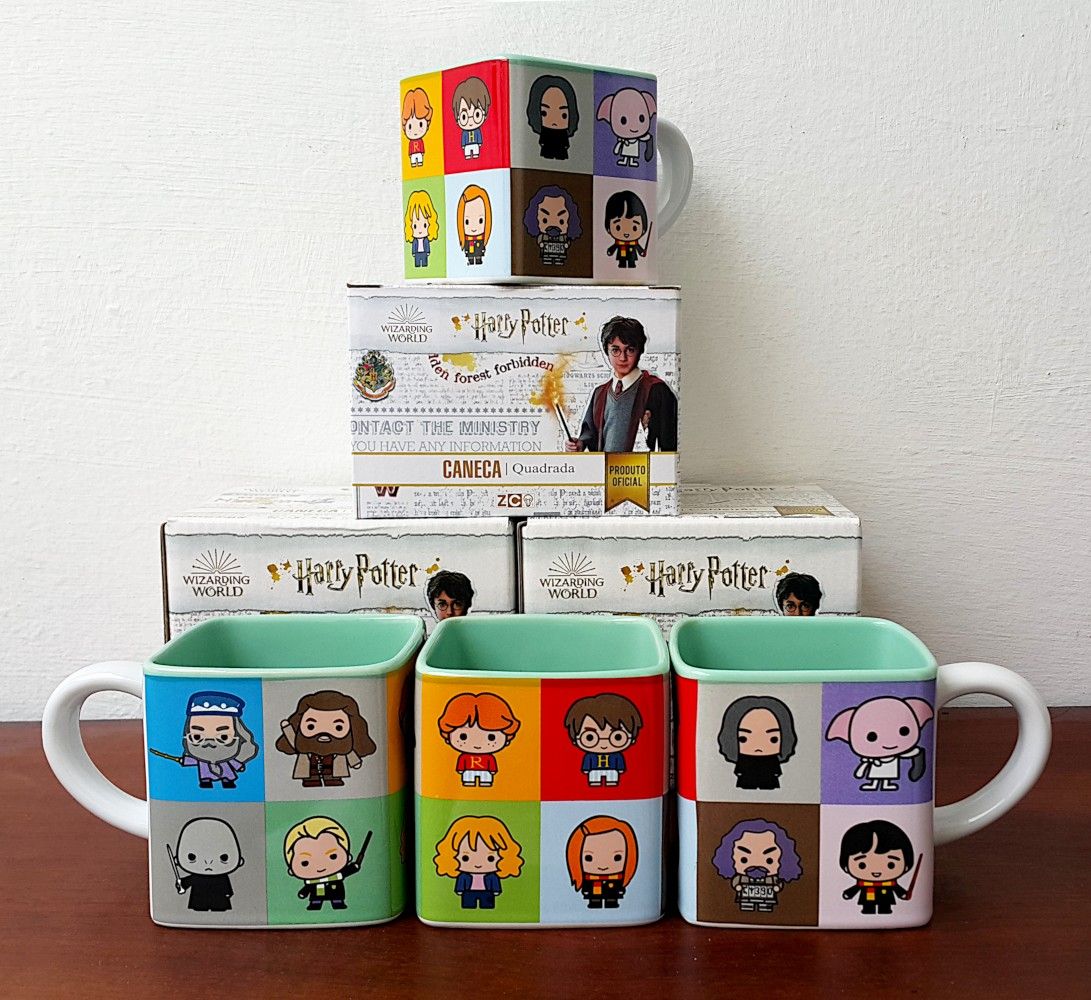 R
H
WIZARDING
WORLD
Harry Potter
den forest forbidden
ONTACT THE MINISTRY
YOU HAVE ANY INFORMATION
CANECA | Quadrada
PRODUTO
OFICIAL
ZC
WIZARDING
WORLD
Harry Potter
WIZARDING
WORLD
Harry Potter
R
H